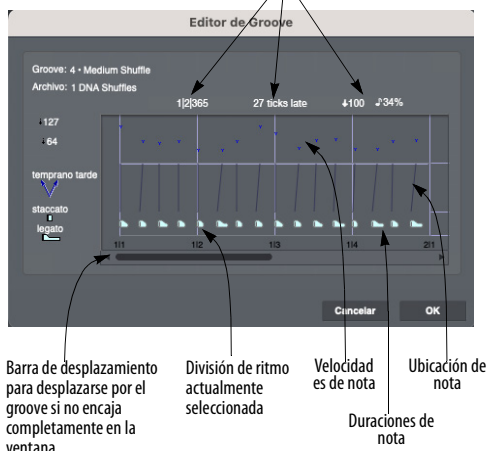 Editor de Groove
Groove: 4 • Medium Shuffle
Archivo: 1 DNA Shuffles
1|2|365 27 ticks late 100 34%
127
64
temprano tarde
staccato
legato
1|1 1|2 1|3 1|4 2|1
Cancelar OK
Barra de desplazamiento
para desplazarse por el
groove si no encaja
completamente en la
ventana
División de ritmo
actualmente
seleccionada
Velocidad
es de nota
Duraciones de
nota
Ubicación de
nota